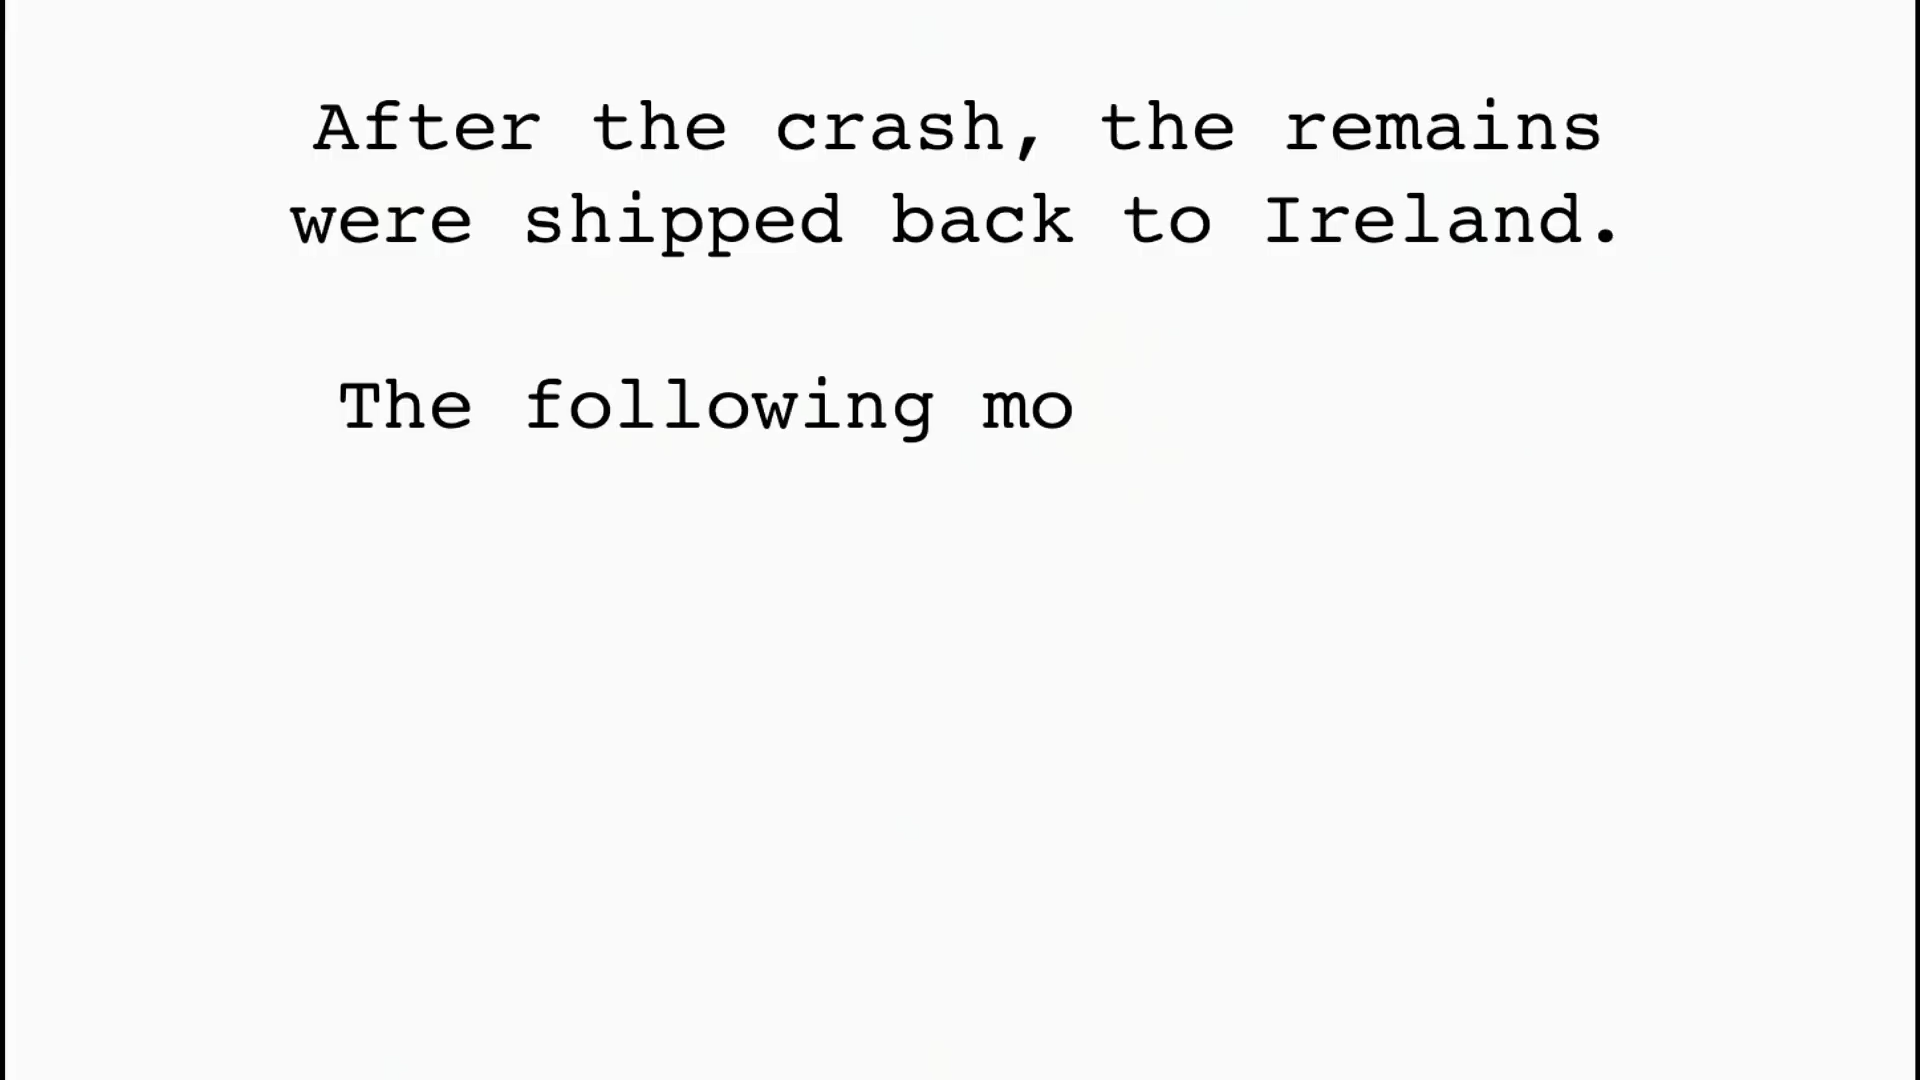 After the crash, the remains
were shipped back to Ireland.
The following mo